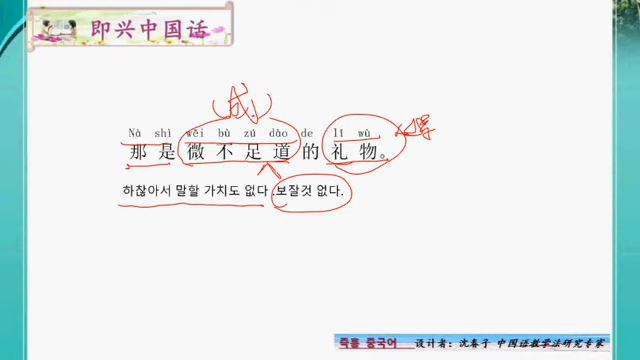 即兴中国话
(成)
Nà shì wēi bù zú dào de lǐ wù
那是微不足道的礼物。
하찮아서 말할 가치도 없다 .보잘것 없다.
즉흥 중국어 设计者：沈春子 中国语教学法研究专家